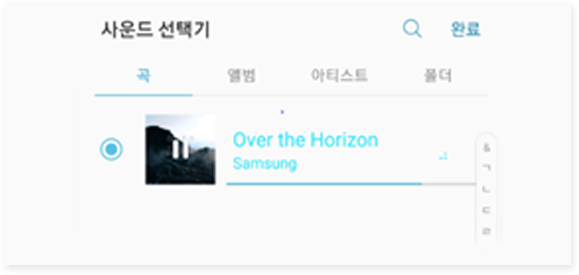 사운드 선택기 완료
곡 앨범 아티스트 폴더
Over the Horizon
Samsung
&
ㄱ
ㄴ
ㄷ
ㄹ